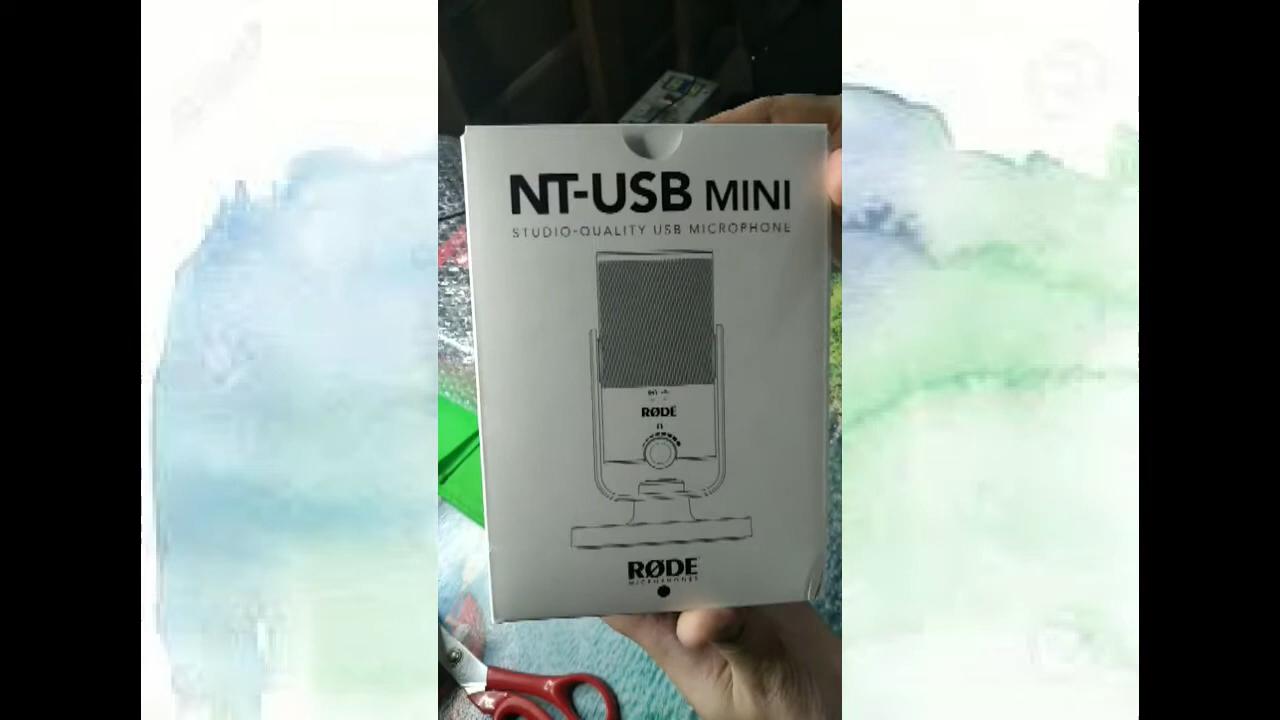 NT-USB MINI
STUDIO-QUALITY USB MICROPHONE
RØDE
RØDE
MICROPHONES